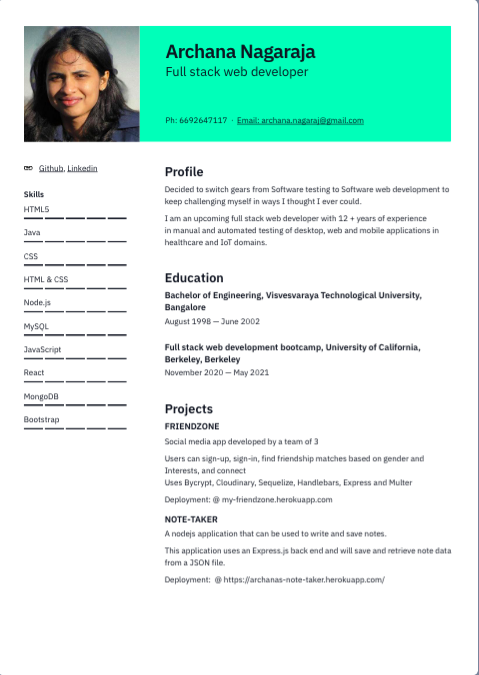 Archana Nagaraja
Full stack web developer
Ph: 6692647117 · Email: archana.nagaraj@gmail.com
Github, Linkedin
Skills
HTML5
Java
CSS
HTML & CSS
Node.js
MySQL
JavaScript
React
MongoDB
Bootstrap
Profile
Decided to switch gears from Software testing to Software web development to
keep challenging myself in ways I thought I ever could.
I am an upcoming full stack web developer with 12 + years of experience
in manual and automated testing of desktop, web and mobile applications in
healthcare and IoT domains.
Education
Bachelor of Engineering, Visvesvaraya Technological University,
Bangalore
August 1998 — June 2002
Full stack web development bootcamp, University of California,
Berkeley, Berkeley
November 2020 — May 2021
Projects
FRIENDZONE
Social media app developed by a team of 3
Users can sign-up, sign-in, find friendship matches based on gender and
Interests, and connect
Uses Bycrypt, Cloudinary, Sequelize, Handlebars, Express and Multer
Deployment: @ my-friendzone.herokuapp.com
NOTE-TAKER
A nodejs application that can be used to write and save notes.
This application uses an Express.js back end and will save and retrieve note data
from a JSON file.
Deployment: @ https://archanas-note-taker.herokuapp.com/